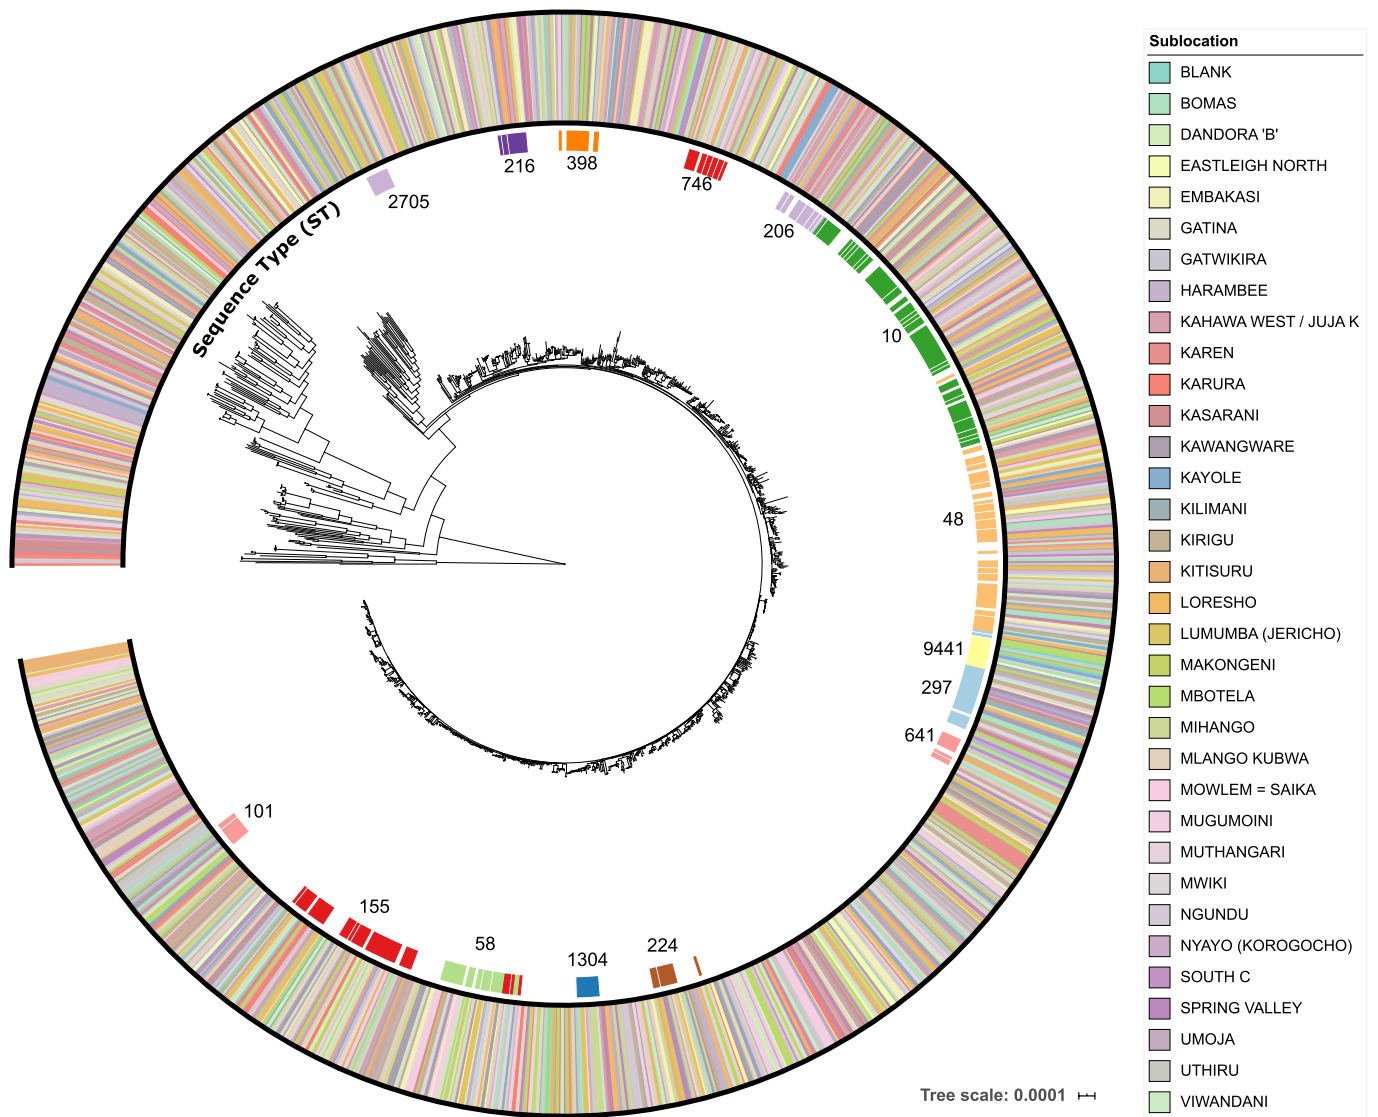 Sequence Type (ST)
2705
216
398
746
206
10
48
9441
297
641
224
1304
58
155
101
Tree scale: 0.0001
Sublocation
BLANK
BOMAS
DANDORA 'B'
EASTLEIGH NORTH
EMBAKASI
GATINA
GATWIKIRA
HARAMBEE
KAHAWA WEST / JUJA K
KAREN
KARURA
KASARANI
KAWANGWARE
KAYOLE
KILIMANI
KIRIGU
KITISURU
LORESHO
LUMUMBA (JERICHO)
MAKONGENI
MBOTELA
MIHANGO
MLANGO KUBWA
MOWLEM = SAIKA
MUGUMOINI
MUTHANGARI
MWIKI
NGUNDU
NYAYO (KOROGOCHO)
SOUTH C
SPRING VALLEY
UMOJA
UTHIRU
VIWANDANI